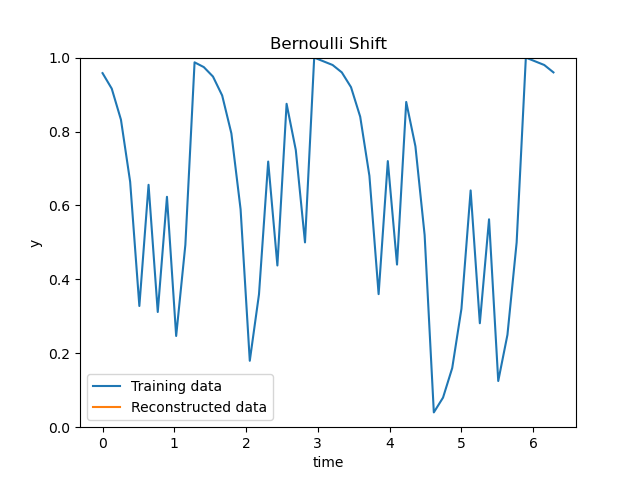 Bernoulli Shift
1.0
0.8
0.6
0.4
0.2
0.0
y
Training data
Reconstructed data
0 1 2 3 4 5 6
time